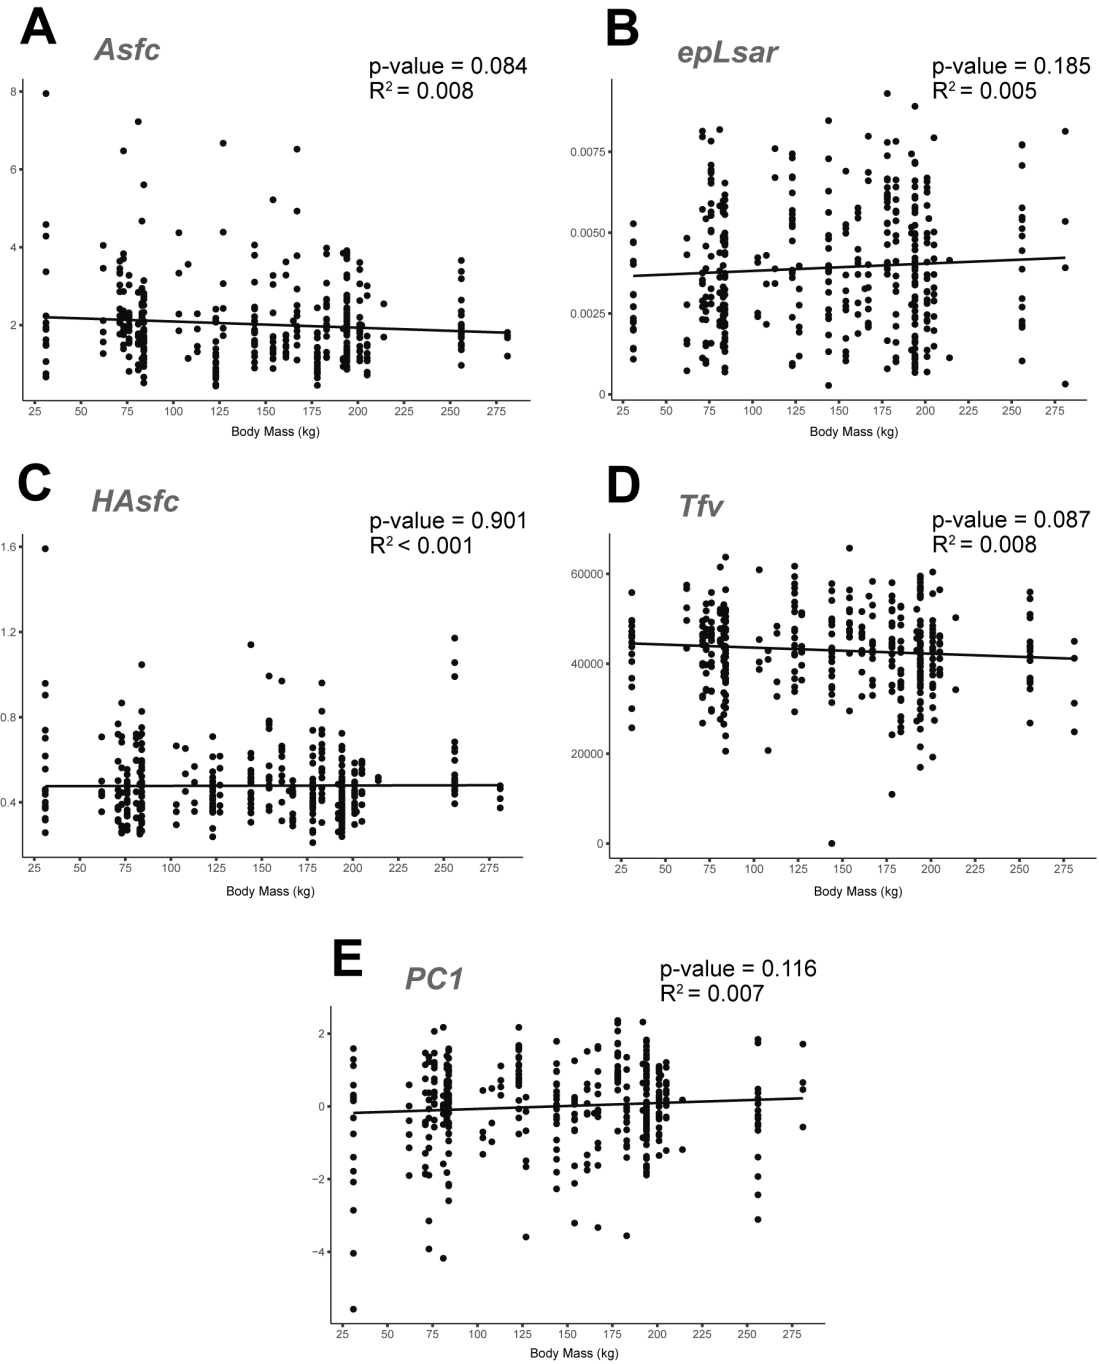 A
Asfc
p-value = 0.084
R² = 0.008
8
6
4
2
25 50 75 100 125 150 175 200 225 250 275
Body Mass (kg)
B
epLsar
p-value = 0.185
R² = 0.005
0.0075
0.0050
0.0025
0
25 50 75 100 125 150 175 200 225 250 275
Body Mass (kg)
C
HAsfc
p-value = 0.901
R² < 0.001
1.6
1.2
0.8
0.4
25 50 75 100 125 150 175 200 225 250 275
Body Mass (kg)
D
Tfv
p-value = 0.087
R² = 0.008
60000
40000
20000
0
25 50 75 100 125 150 175 200 225 250 275
Body Mass (kg)
E
PC1
p-value = 0.116
R² = 0.007
2
0
−2
−4
25 50 75 100 125 150 175 200 225 250 275
Body Mass (kg)